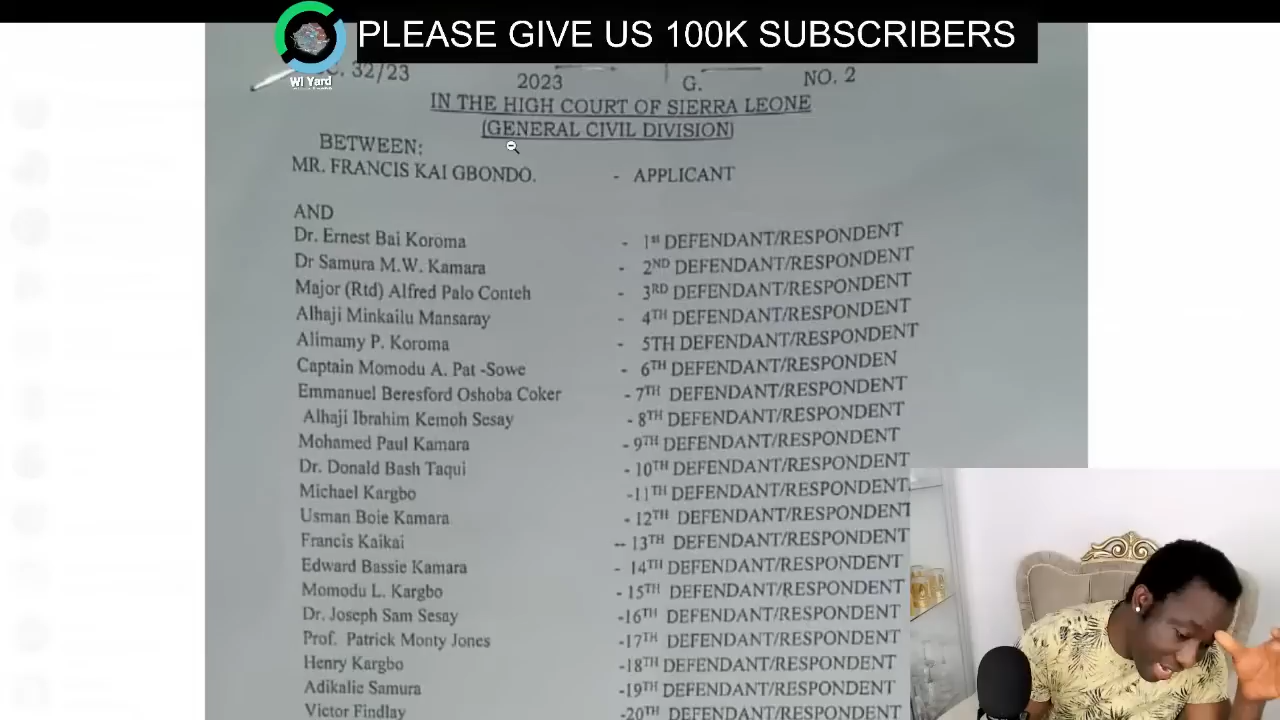 PLEASE GIVE US 100K SUBSCRIBERS
Wi Yard
C. 32/23 2023 G. NO. 2
IN THE HIGH COURT OF SIERRA LEONE
(GENERAL CIVIL DIVISION)
BETWEEN:
MR. FRANCIS KAI GBONDO. - APPLICANT
AND
Dr. Ernest Bai Koroma - 1st DEFENDANT/RESPONDENT
Dr Samura M.W. Kamara - 2ND DEFENDANT/RESPONDENT
Major (Rtd) Alfred Palo Conteh - 3RD DEFENDANT/RESPONDENT
Alhaji Minkailu Mansaray - 4TH DEFENDANT/RESPONDENT
Alimamy P. Koroma - 5TH DEFENDANT/RESPONDENT
Captain Momodu A. Pat -Sowe - 6TH DEFENDANT/RESPONDEN
Emmanuel Beresford Oshoba Coker - 7TH DEFENDANT/RESPONDENT
Alhaji Ibrahim Kemoh Sesay - 8TH DEFENDANT/RESPONDENT
Mohamed Paul Kamara - 9TH DEFENDANT/RESPONDENT
Dr. Donald Bash Taqui - 10TH DEFENDANT/RESPONDENT
Michael Kargbo -11TH DEFENDANT/RESPONDENT.
Usman Boie Kamara - 12TH DEFENDANT/RESPONDENT
Francis Kaikai -- 13TH DEFENDANT/RESPONDENT
Edward Bassie Kamara - 14TH DEFENDANT/RESPONDENT
Momodu L. Kargbo - 15TH DEFENDANT/RESPONDENT
Dr. Joseph Sam Sesay -16TH DEFENDANT/RESPONDENT
Prof. Patrick Monty Jones -17TH DEFENDANT/RESPONDENT
Henry Kargbo -18TH DEFENDANT/RESPONDENT
Adikalie Samura -19TH DEFENDANT/RESPONDENT
Victor Findlay -20TH DEFENDANT/RESPONDENT